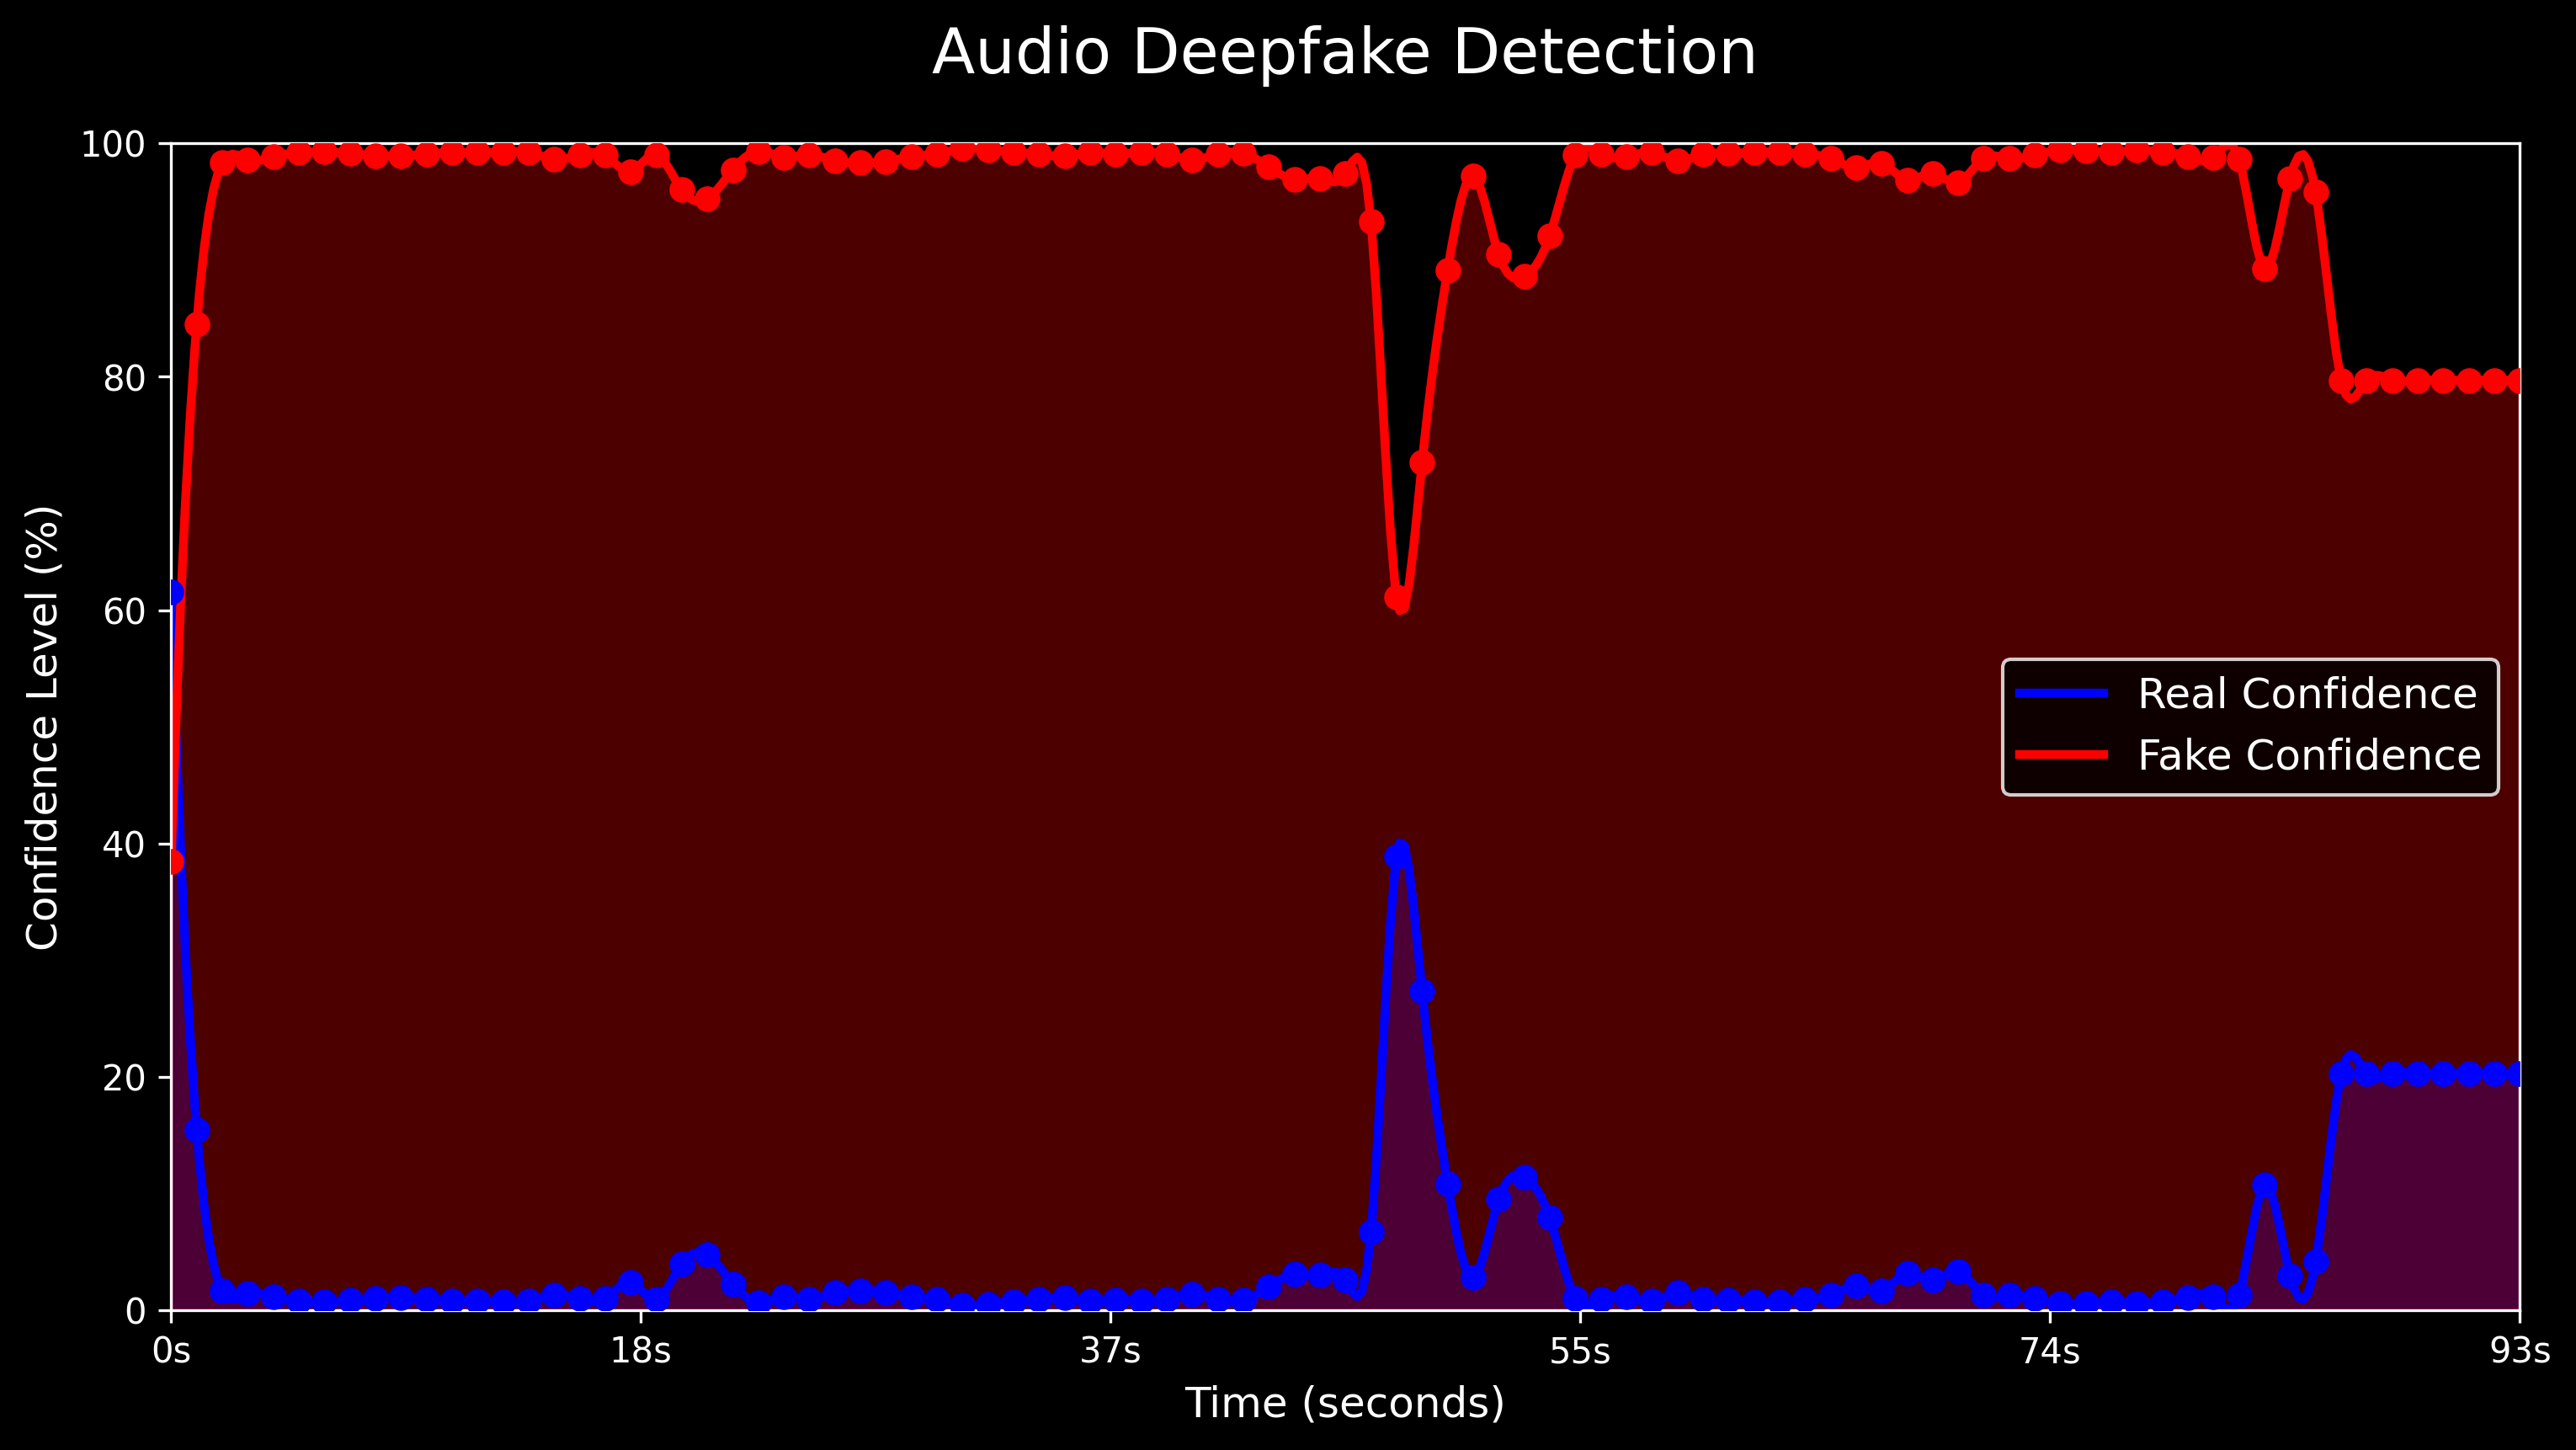 Audio Deepfake Detection
Confidence Level (%)
100
80
60
40
20
0
Real Confidence
Fake Confidence
0s 18s 37s 55s 74s 93s
Time (seconds)